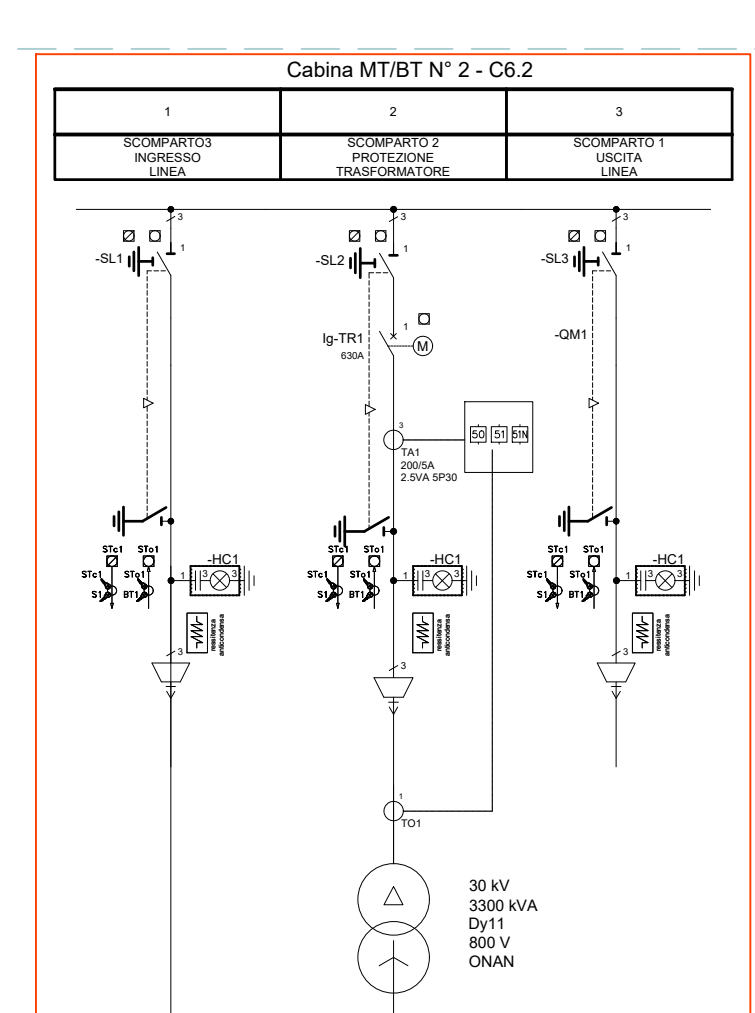 Cabina MT/BT N° 2 - C6.2
1
2
3
SCOMPARTO3
INGRESSO
LINEA
SCOMPARTO 2
PROTEZIONE
TRASFORMATORE
SCOMPARTO 1
USCITA
LINEA
3
3
3
-SL1
1
-SL2
1
-SL3
1
Ig-TR1
630A
1
M
-QM1
3
TA1
200/5A
2.5VA 5P30
50
51
51N
STc1
STo1
STc1
STo1
S1
BT1
-HC1
1
3
3
STc1
STo1
STc1
STo1
S1
BT1
-HC1
1
3
3
STc1
STo1
STc1
STo1
S1
BT1
-HC1
1
3
3
anticondensa
anticondensa
anticondensa
3
3
3
1
TO1
30 kV
3300 kVA
Dy11
800 V
ONAN